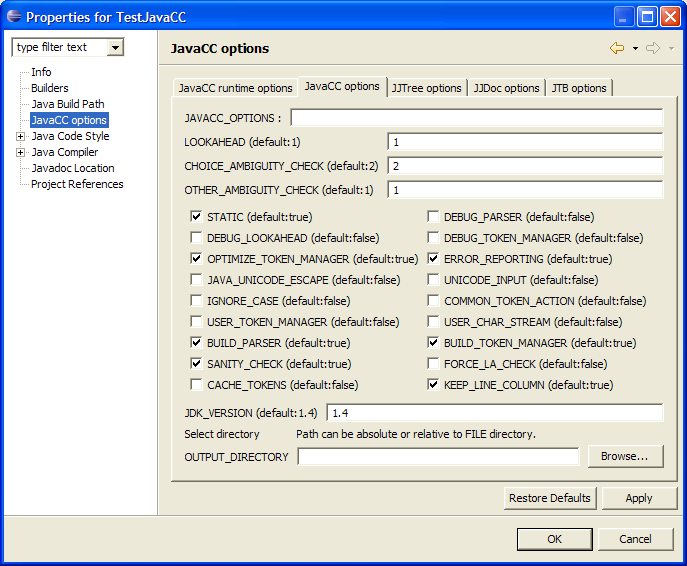 Properties for TestJavaCC
type filter text
JavaCC options
Info
Builders
Java Build Path
JavaCC options
Java Code Style
Java Compiler
Javadoc Location
Project References
JavaCC runtime options JavaCC options JJTree options JJDoc options JTB options
JAVACC_OPTIONS :
LOOKAHEAD (default:1) 1
CHOICE_AMBIGUITY_CHECK (default:2) 2
OTHER_AMBIGUITY_CHECK (default:1) 1
STATIC (default:true) DEBUG_PARSER (default:false)
DEBUG_LOOKAHEAD (default:false) DEBUG_TOKEN_MANAGER (default:false)
OPTIMIZE_TOKEN_MANAGER (default:true) ERROR_REPORTING (default:true)
JAVA_UNICODE_ESCAPE (default:false) UNICODE_INPUT (default:false)
IGNORE_CASE (default:false) COMMON_TOKEN_ACTION (default:false)
USER_TOKEN_MANAGER (default:false) USER_CHAR_STREAM (default:false)
BUILD_PARSER (default:true) BUILD_TOKEN_MANAGER (default:true)
SANITY_CHECK (default:true) FORCE_LA_CHECK (default:false)
CACHE_TOKENS (default:false) KEEP_LINE_COLUMN (default:true)
JDK_VERSION (default:1.4) 1.4
Select directory Path can be absolute or relative to FILE directory.
OUTPUT_DIRECTORY Browse...
Restore Defaults Apply
OK Cancel